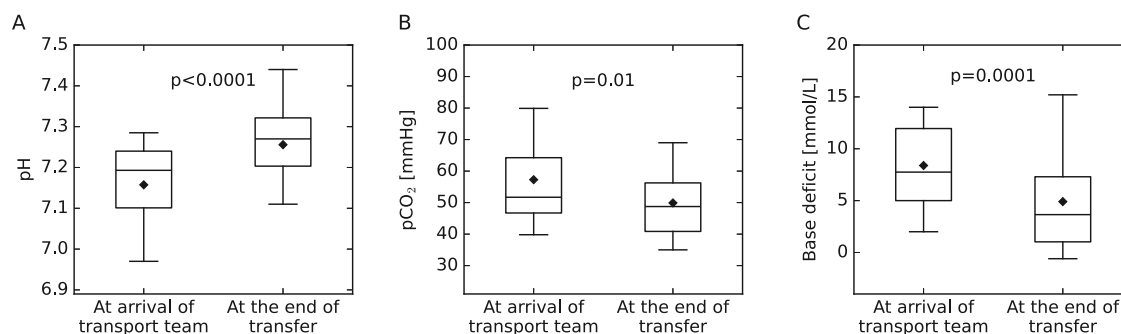 A
7.5
7.4
7.3
7.2
7.1
7.0
6.9
pH
p<0.0001
At arrival of
transport team
At the end of
transfer
B
100
90
80
70
60
50
40
30
pCO₂ [mmHg]
p=0.01
At arrival of
transport team
At the end of
transfer
C
20
15
10
5
0
Base deficit [mmol/L]
p=0.0001
At arrival of
transport team
At the end of
transfer